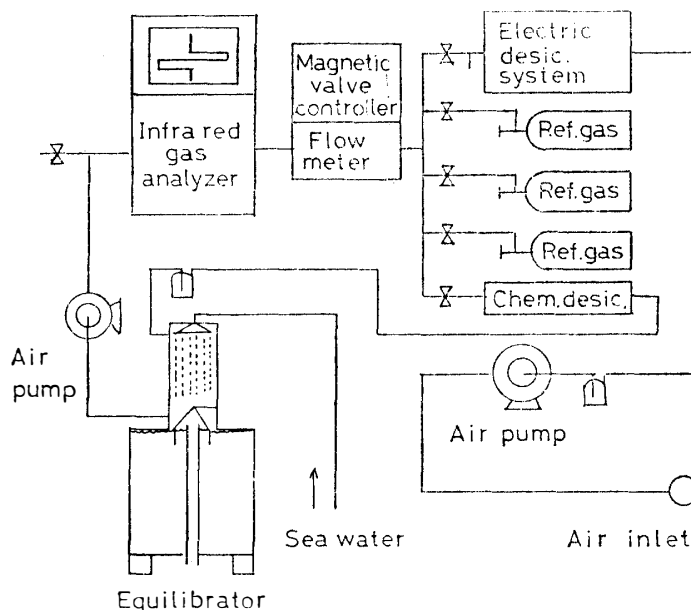 Electric
desic.
system
Magnetic
valve
controller
Flow
meter
Infra red
gas
analyzer
Ref.gas
Ref.gas
Ref.gas
Chem.desic.
Air
pump
Air pump
Sea water
Air inlet
Equilibrator